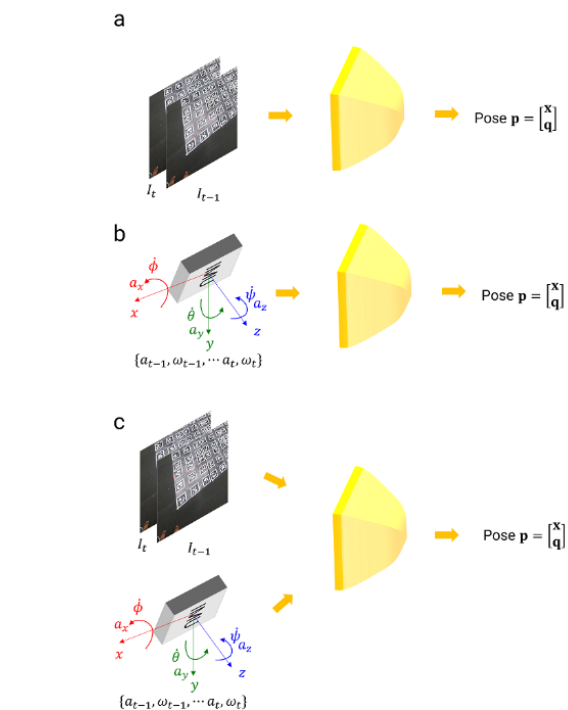 a
I_t
I_{t-1}
Pose p = [x q]
b
a_x ϕ̇
x
θ̇
a_y
y
ψ̇
a_z
z
{a_{t-1}, ω_{t-1}, ⋯ a_t, ω_t}
Pose p = [x q]
c
I_t
I_{t-1}
Pose p = [x q]
a_x ϕ̇
x
θ̇
a_y
y
ψ̇
a_z
z
{a_{t-1}, ω_{t-1}, ⋯ a_t, ω_t}